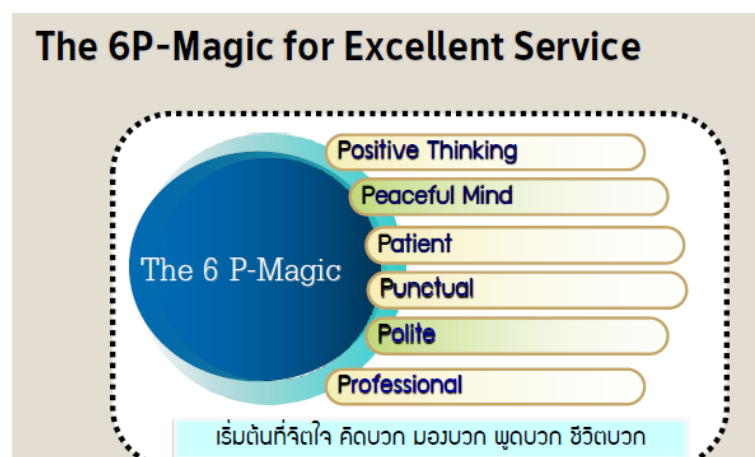 The 6P-Magic for Excellent Service
Positive Thinking
Peaceful Mind
Patient
The 6 P-Magic
Punctual
Polite
Professional
เริ่มต้นที่จิตใจ คิดบวก มองบวก พูดบวก ชีวิตบวก